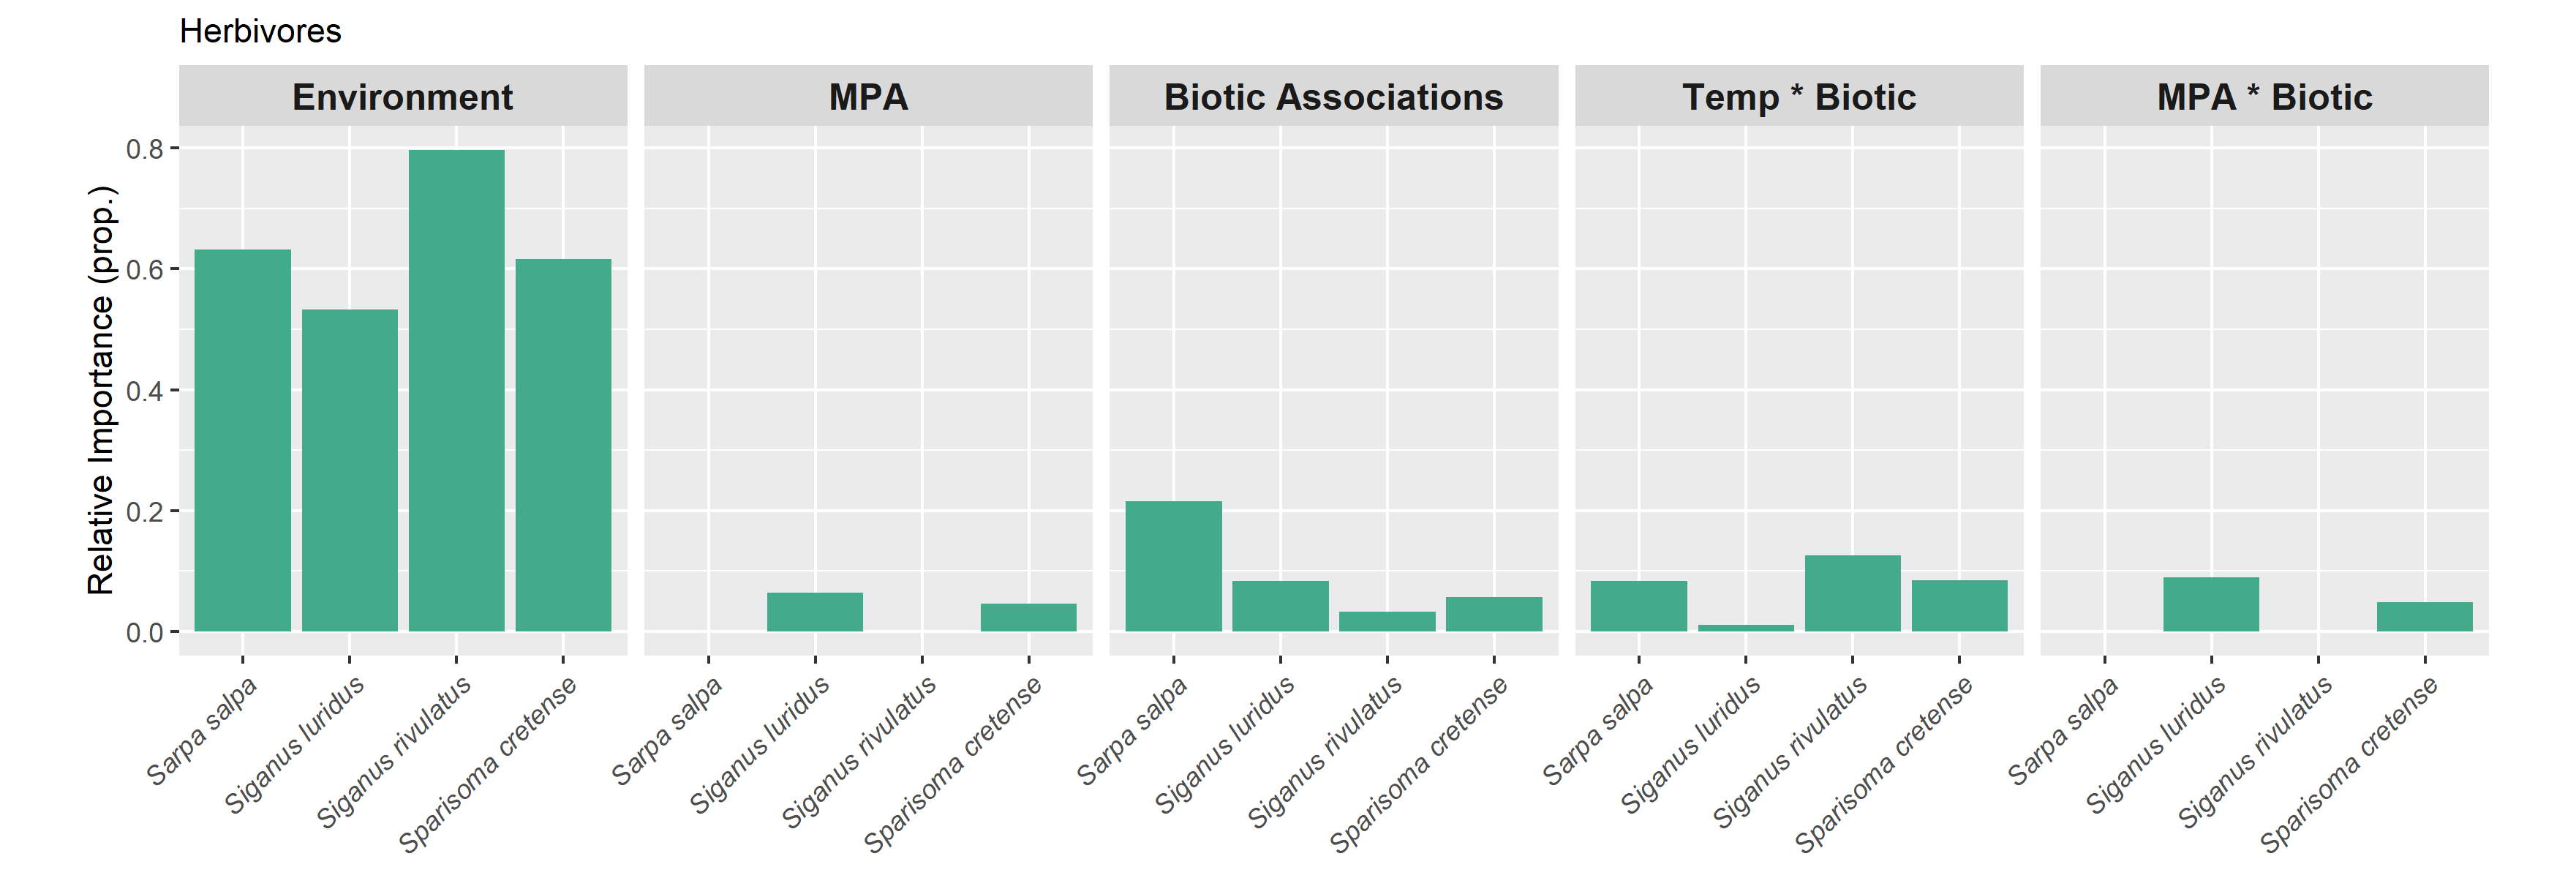 Herbivores
Environment
MPA
Biotic Associations
Temp * Biotic
MPA * Biotic
Relative Importance (prop.)
0.8
0.6
0.4
0.2
0.0
Sarpa salpa
Siganus luridus
Siganus rivulatus
Sparisoma cretense
Sarpa salpa
Siganus luridus
Siganus rivulatus
Sparisoma cretense
Sarpa salpa
Siganus luridus
Siganus rivulatus
Sparisoma cretense
Sarpa salpa
Siganus luridus
Siganus rivulatus
Sparisoma cretense
Sarpa salpa
Siganus luridus
Siganus rivulatus
Sparisoma cretense